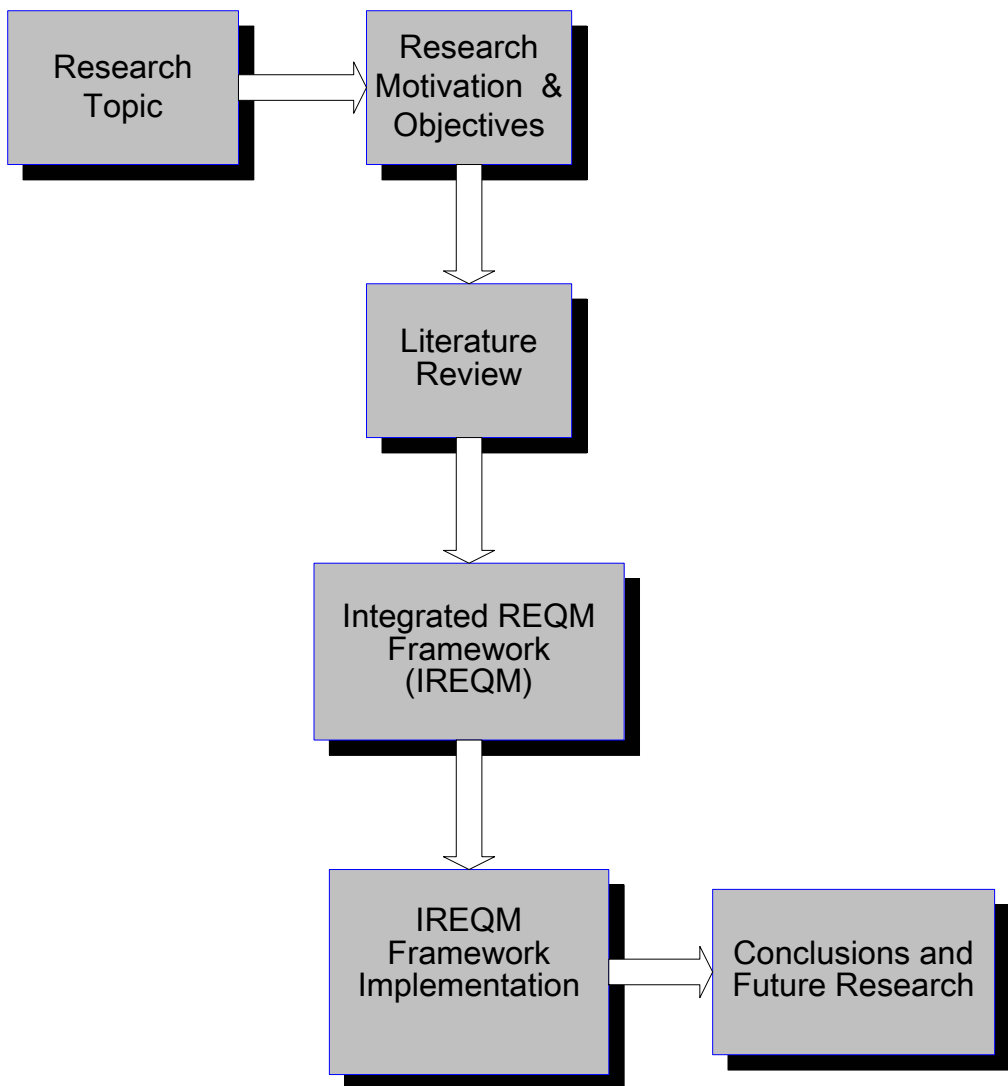 Research
Topic
Research
Motivation & 
Objectives
Literature
Review
Integrated REQM
Framework
(IREQM)
IREQM
Framework
Implementation
Conclusions and
Future Research